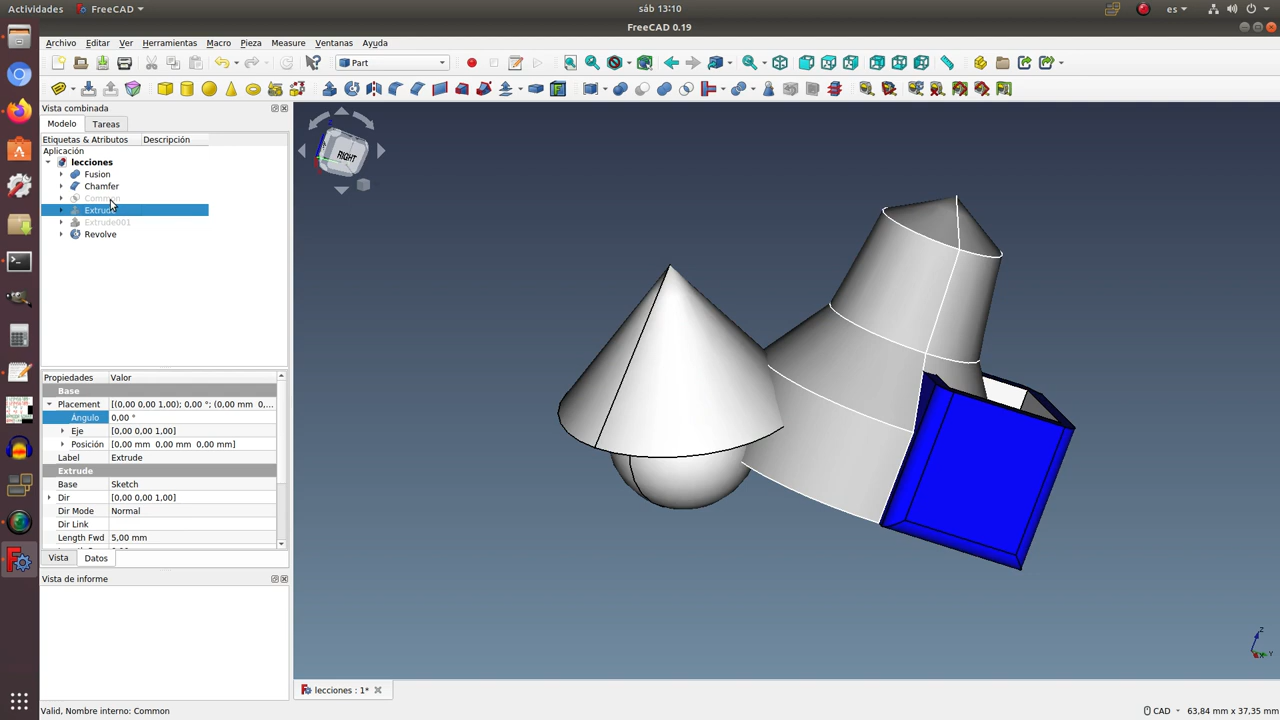 Actividades FreeCAD sáb 13:10 es
FreeCAD 0.19
Archivo Editar Ver Herramientas Macro Pieza Measure Ventanas Ayuda
Part
Vista combinada
Modelo Tareas
Etiquetas & Atributos Descripción
Aplicación
lecciones
Fusion
Chamfer
Common
Extrude
Extrude001
Revolve
RIGHT
Propiedades Valor
Base
Placement [(0,00 0,00 1,00); 0,00 °; (0,00 mm 0,...
Ángulo 0,00 °
Eje [0,00 0,00 1,00]
Posición [0,00 mm 0,00 mm 0,00 mm]
Label Extrude
Extrude
Base Sketch
Dir [0,00 0,00 1,00]
Dir Mode Normal
Dir Link
Length Fwd 5.00 mm
Vista Datos
Vista de informe
Z
Y
lecciones : 1*
Valid, Nombre interno: Common CAD 63,84 mm x 37,35 mm